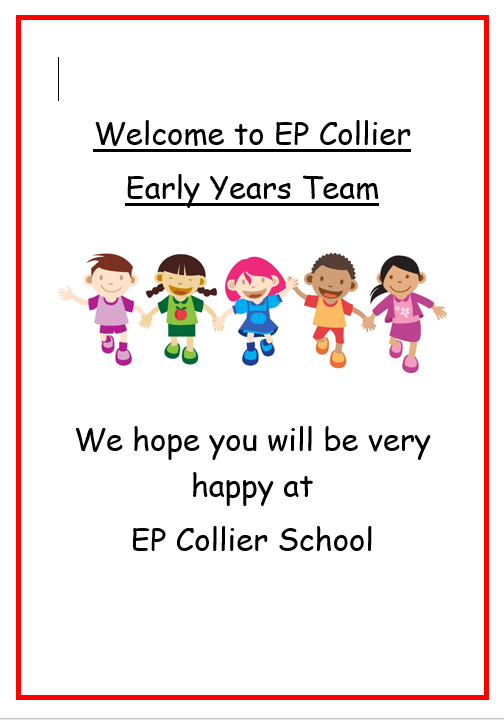 Welcome to EP Collier
Early Years Team
We hope you will be very
happy at
EP Collier School